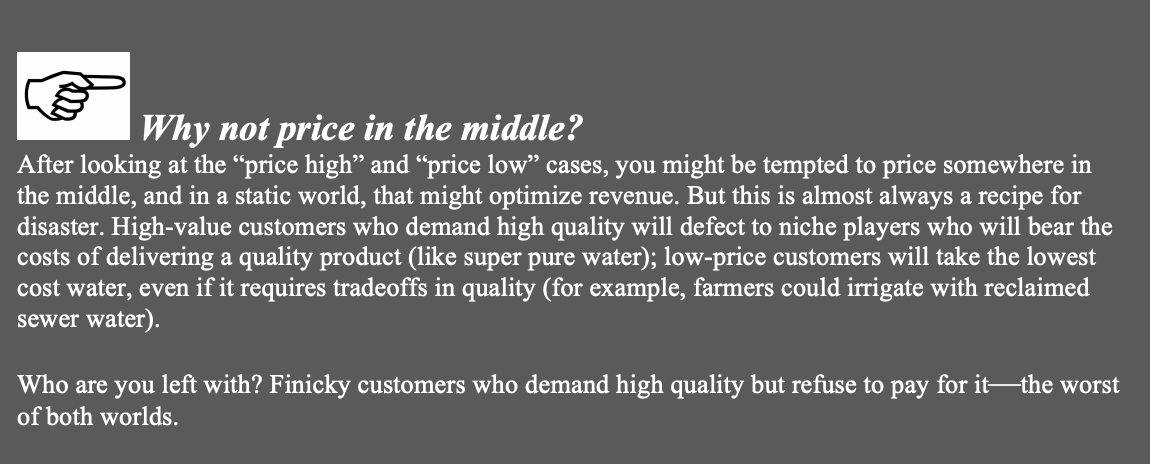 Why not price in the middle?
After looking at the “price high” and “price low” cases, you might be tempted to price somewhere in
the middle, and in a static world, that might optimize revenue. But this is almost always a recipe for
disaster. High-value customers who demand high quality will defect to niche players who will bear the
costs of delivering a quality product (like super pure water); low-price customers will take the lowest
cost water, even if it requires tradeoffs in quality (for example, farmers could irrigate with reclaimed
sewer water).
Who are you left with? Finicky customers who demand high quality but refuse to pay for it—the worst
of both worlds.